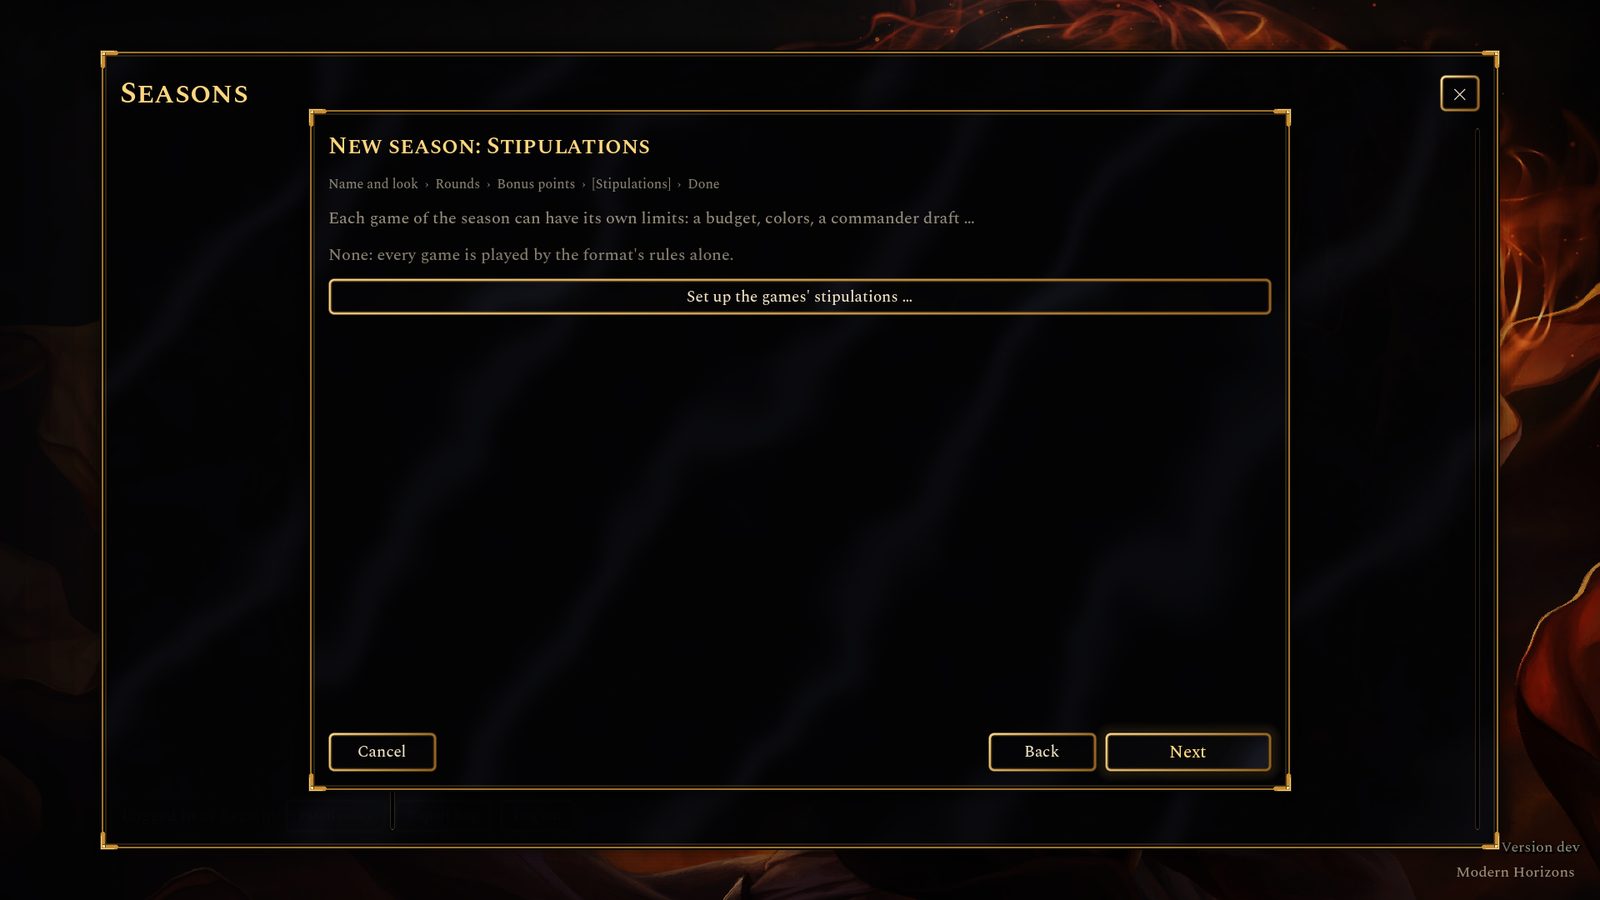 Seasons
New season: Stipulations
Name and look › Rounds › Bonus points › [Stipulations] › Done
Each game of the season can have its own limits: a budget, colors, a commander draft ...
None: every game is played by the format's rules alone.
Set up the games' stipulations ...
Cancel
Back
Next
Version dev
Modern Horizons